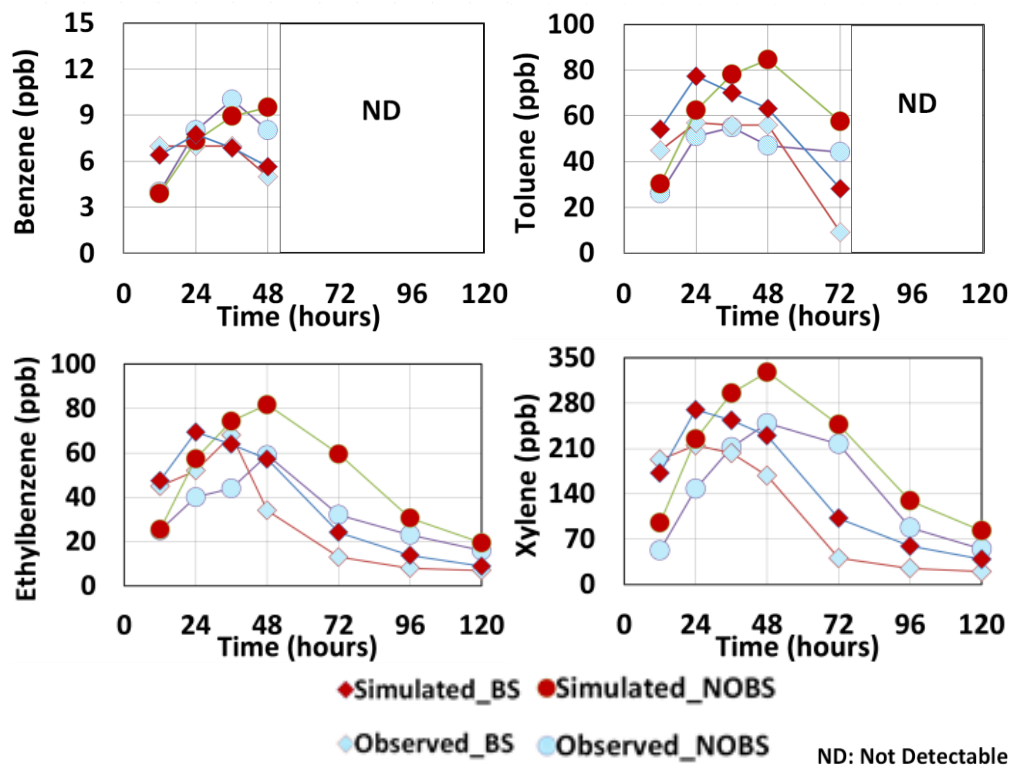 Benzene (ppb)
15
12
9
6
3
0
ND
0 24 48 72 96 120
Time (hours)
Toluene (ppb)
100
80
60
40
20
0
ND
0 24 48 72 96 120
Time (hours)
Ethylbenzene (ppb)
100
80
60
40
20
0
0 24 48 72 96 120
Time (hours)
Xylene (ppb)
350
280
210
140
70
0
0 24 48 72 96 120
Time (hours)
Simulated_BS Simulated_NOBS
Observed_BS Observed_NOBS
ND: Not Detectable